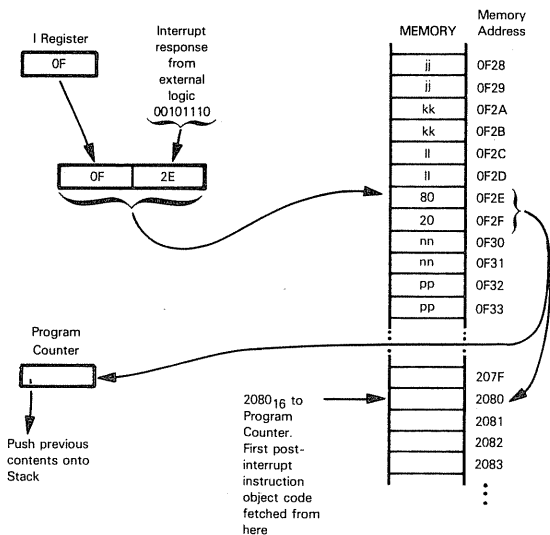 I Register
0F
Interrupt
response
from
external
logic
00101110
0F 2E
MEMORY
Memory
Address
jj 0F28
jj 0F29
kk 0F2A
kk 0F2B
ll 0F2C
ll 0F2D
80 0F2E
20 0F2F
nn 0F30
nn 0F31
pp 0F32
pp 0F33
Program
Counter
Push previous
contents onto
Stack
2080₁₆ to
Program
Counter.
First post-
interrupt
instruction
object code
fetched from
here
207F
2080
2081
2082
2083